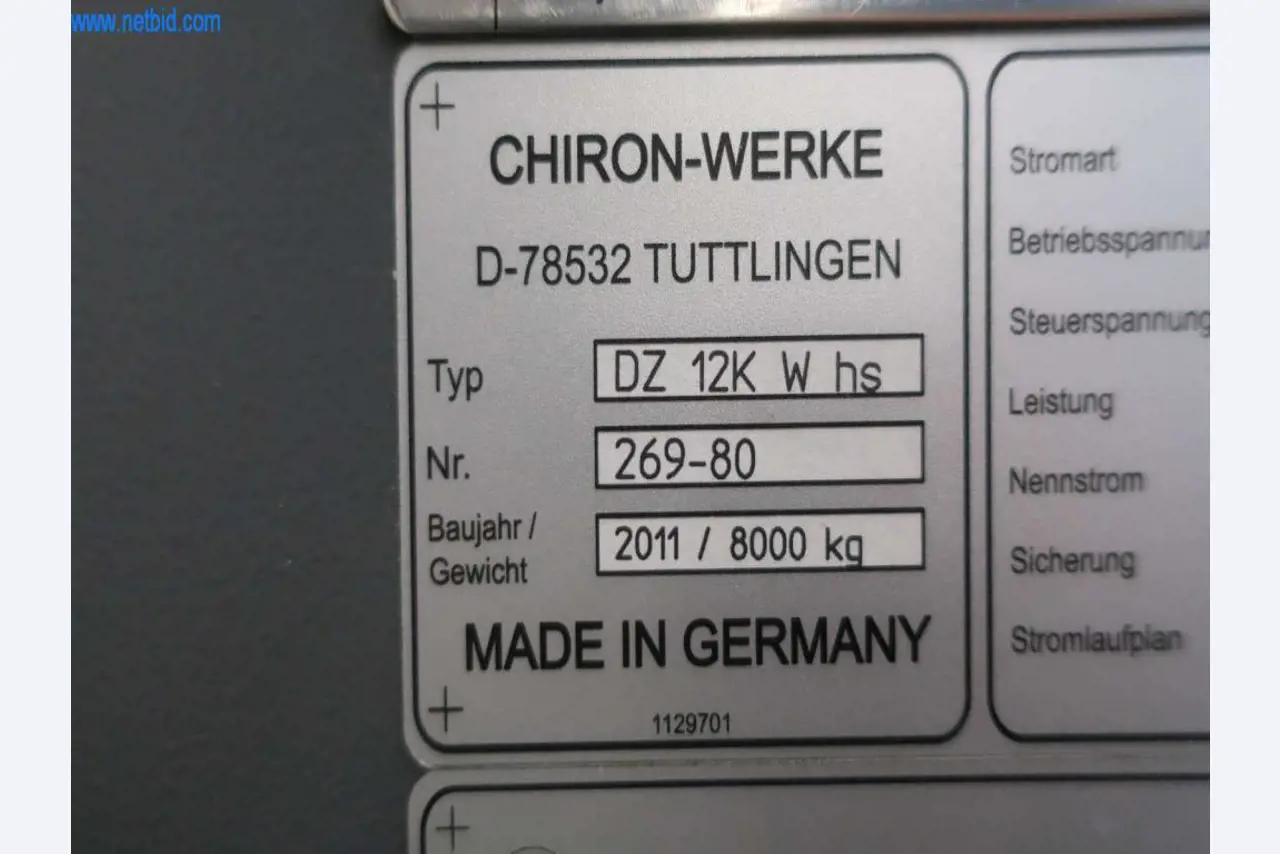 www.netbid.com
CHIRON-WERKE
D-78532 TUTTLINGEN
Typ DZ 12K W hs
Nr. 269-80
Baujahr / Gewicht 2011 / 8000 kg
MADE IN GERMANY
1129701
Stromart
Betriebsspannun
Steuerspannung
Leistung
Nennstrom
Sicherung
Stromlaufplan